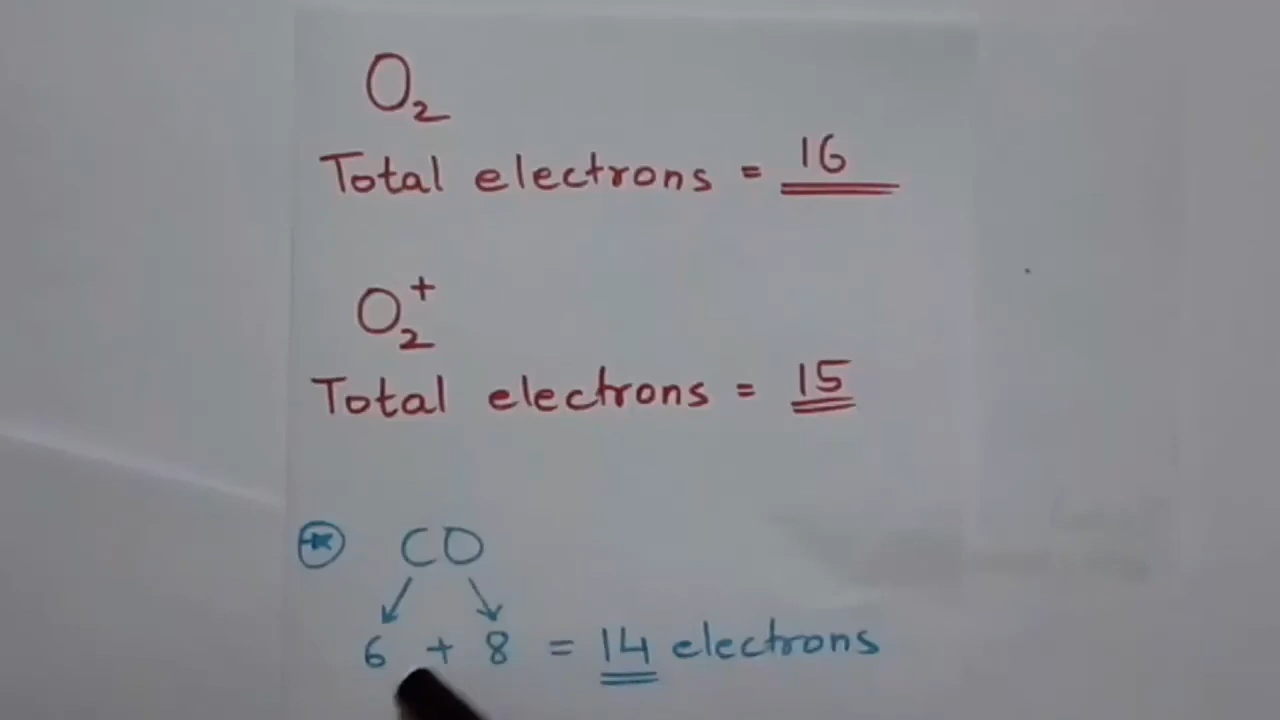 O₂
Total electrons = 16
O₂⁺
Total electrons = 15
* CO
6 + 8 = 14 electrons